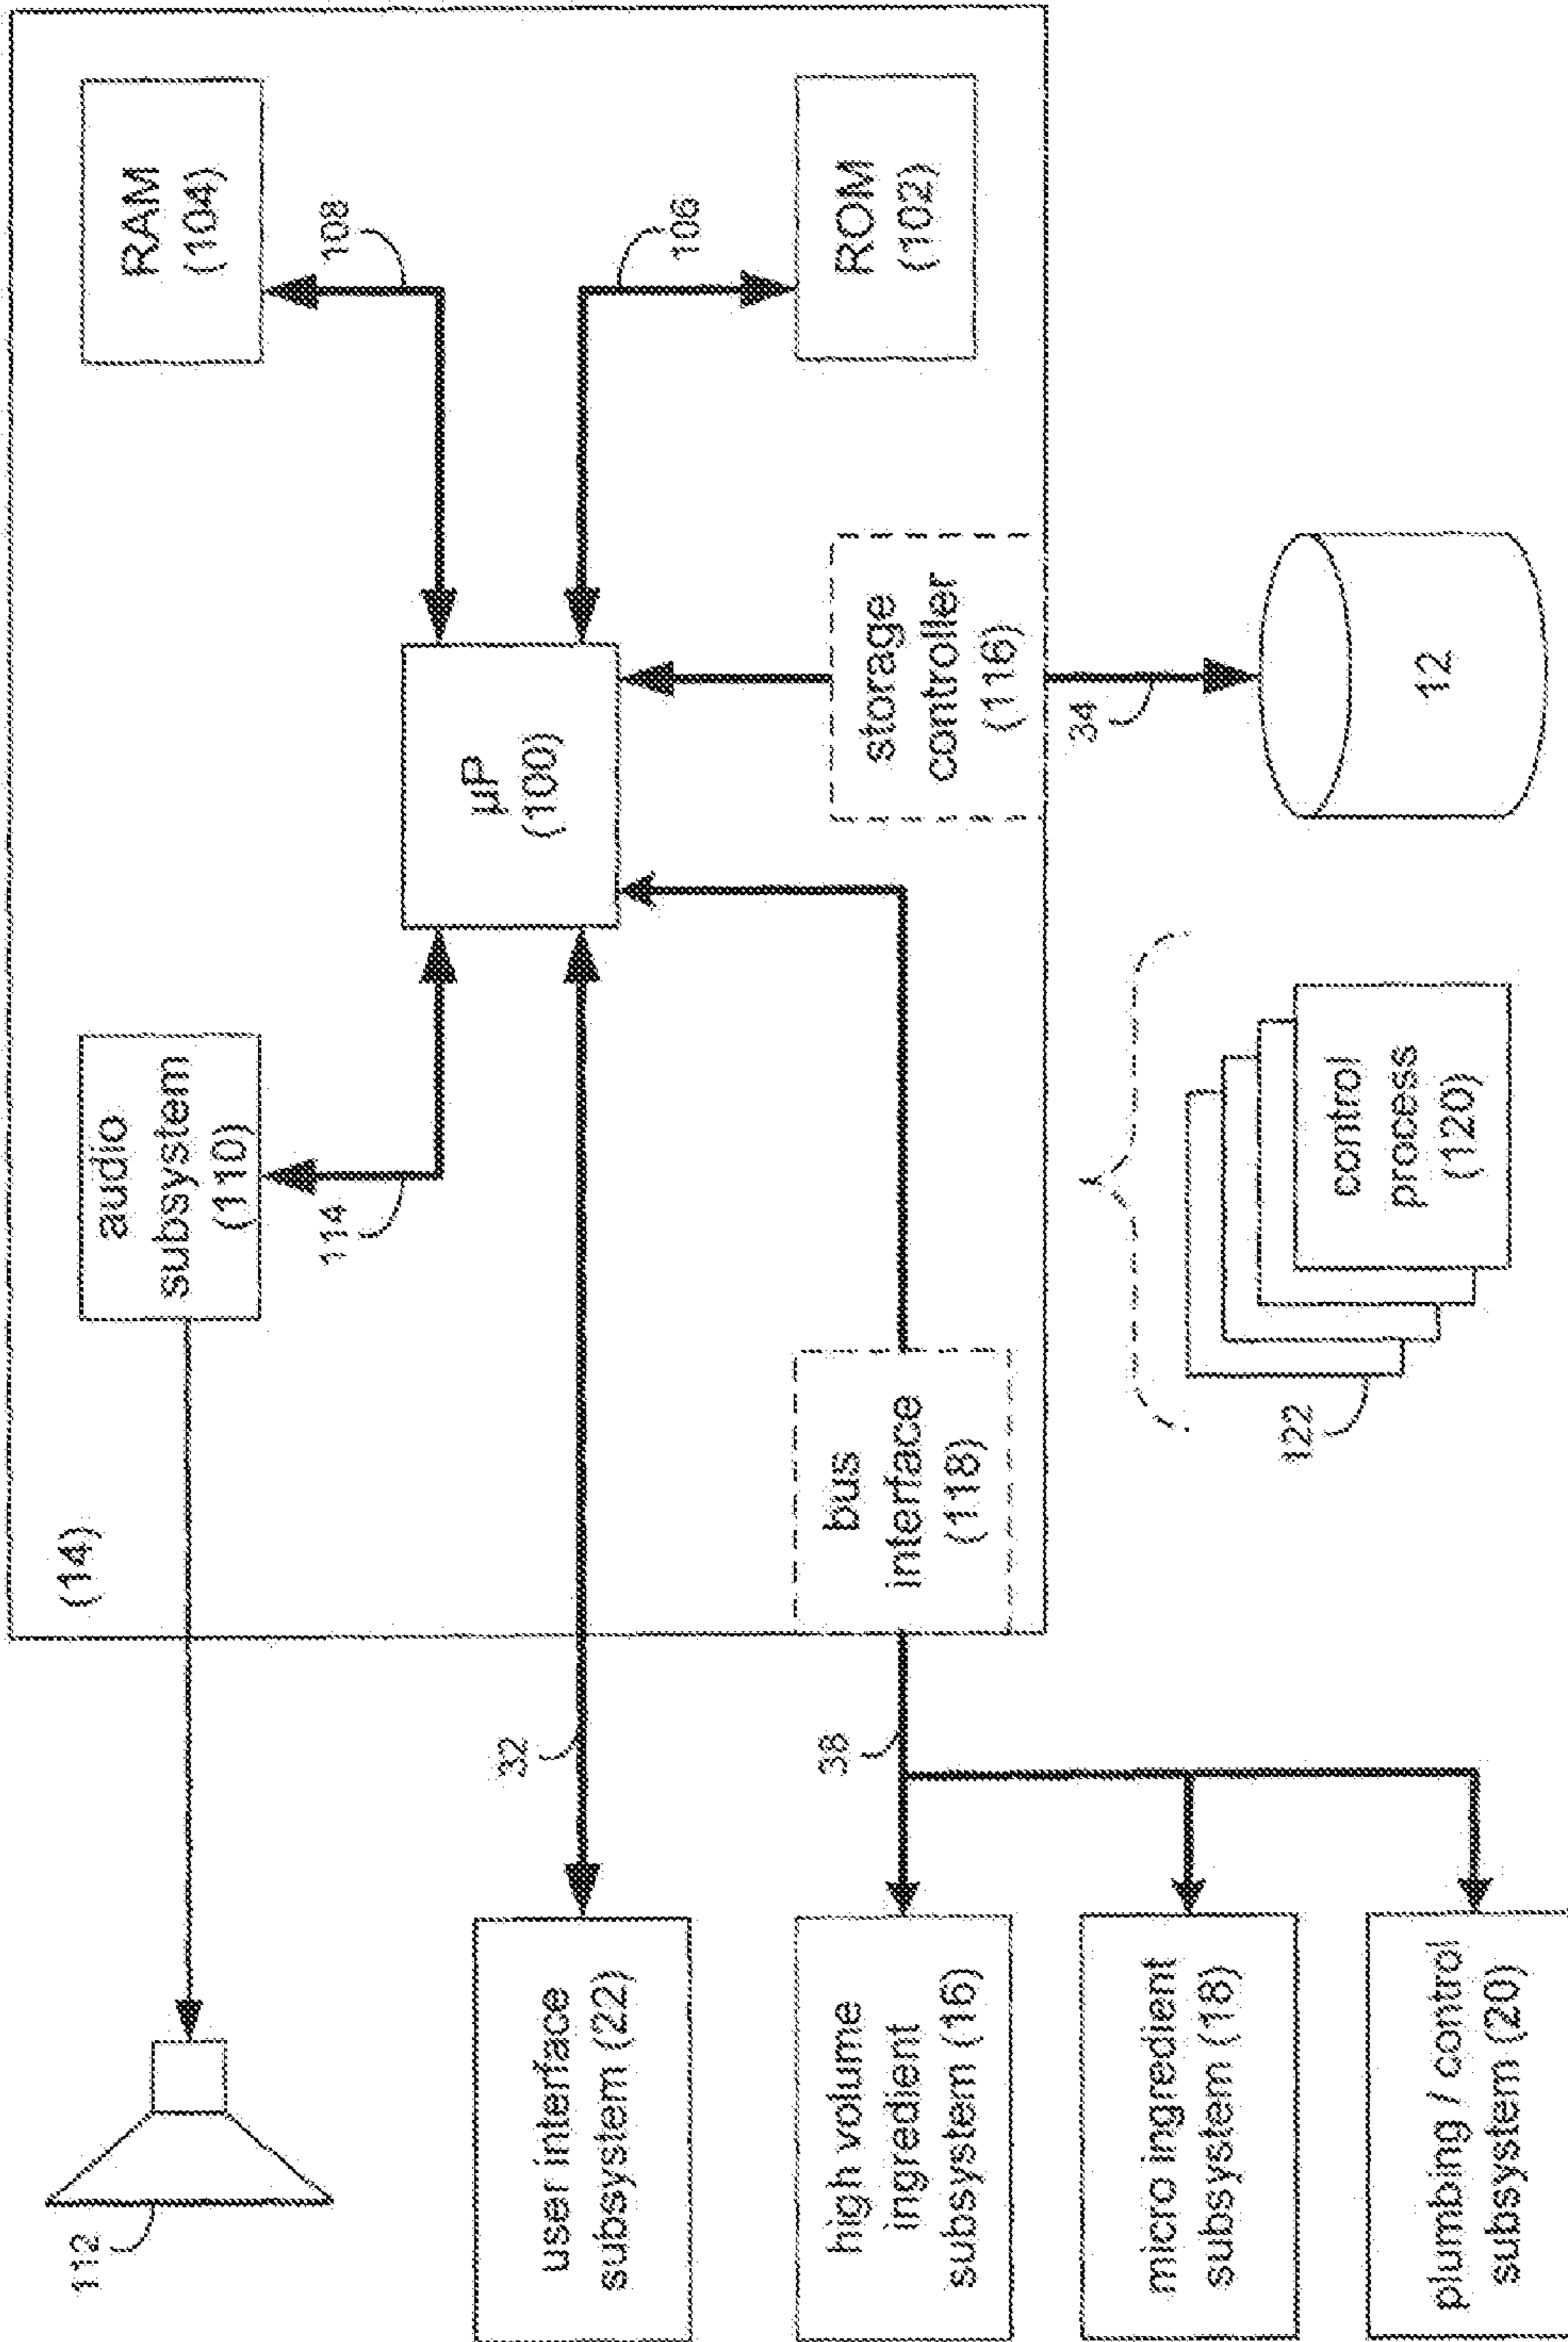 112
(14)
audio
subsystem
(110)
RAM
(104)
114
108
µP
(100)
32
user interface
subsystem (22)
106
38
high volume
ingredient
subsystem (16)
bus
interface
(118)
storage
controller
(116)
ROM
(102)
34
micro ingredient
subsystem (18)
122
control
process
(120)
12
plumbing / control
subsystem (20)